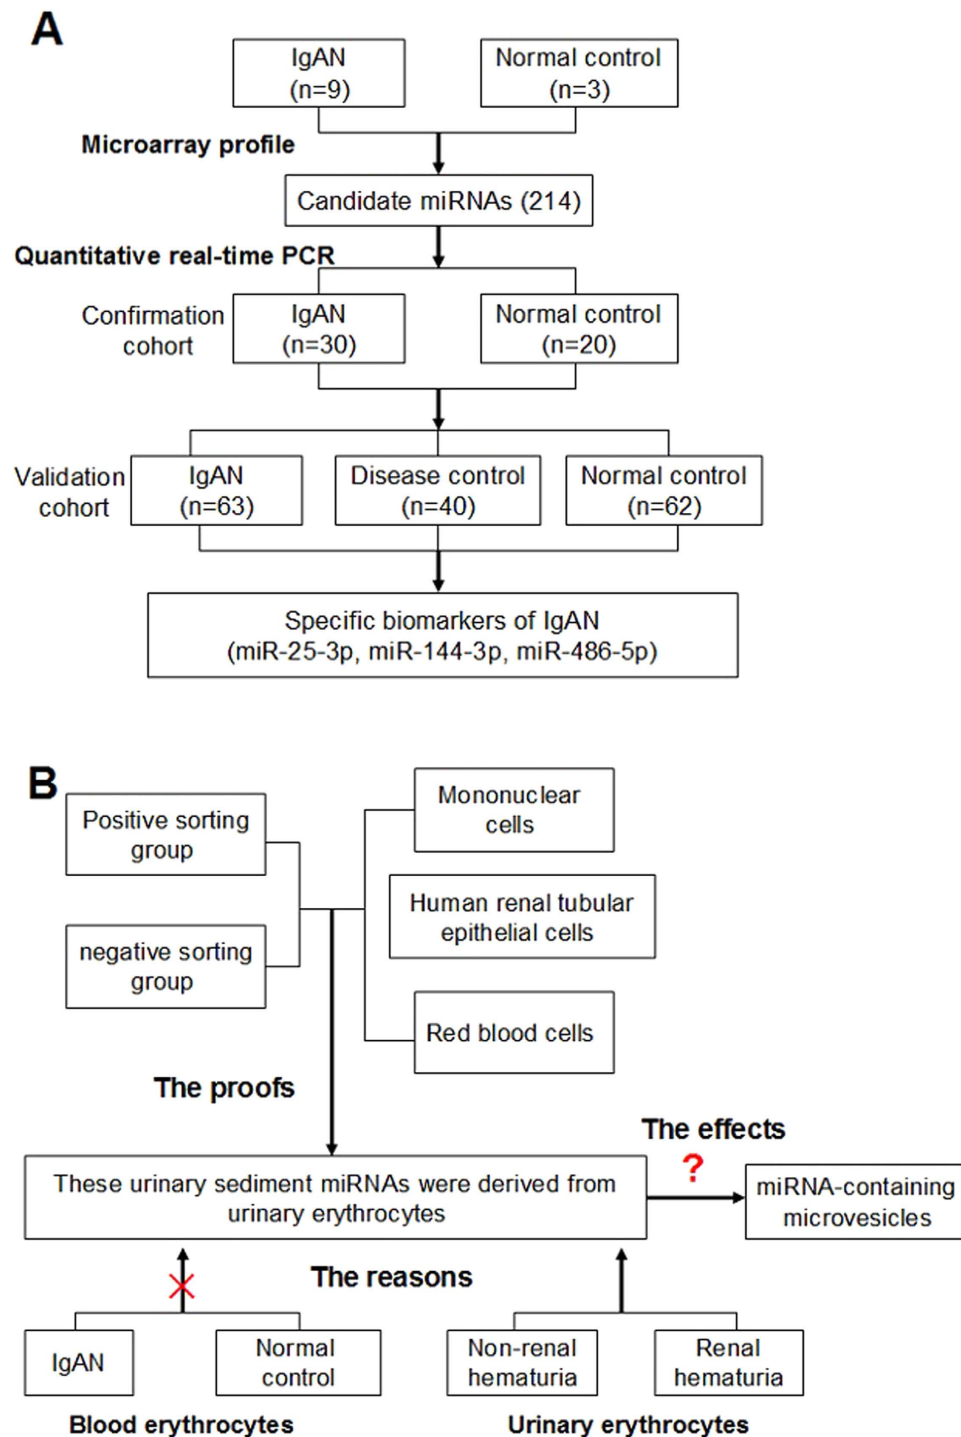 A
IgAN
(n=9)
Normal control
(n=3)
Microarray profile
Candidate miRNAs (214)
Quantitative real-time PCR
Confirmation
cohort
IgAN
(n=30)
Normal control
(n=20)
Validation
cohort
IgAN
(n=63)
Disease control
(n=40)
Normal control
(n=62)
Specific biomarkers of IgAN
(miR-25-3p, miR-144-3p, miR-486-5p)
B
Positive sorting
group
negative sorting
group
Mononuclear
cells
Human renal tubular
epithelial cells
Red blood cells
The proofs
The effects
?
These urinary sediment miRNAs were derived from
urinary erythrocytes
miRNA-containing
microvesicles
The reasons
IgAN
Normal
control
Non-renal
hematuria
Renal
hematuria
Blood erythrocytes
Urinary erythrocytes